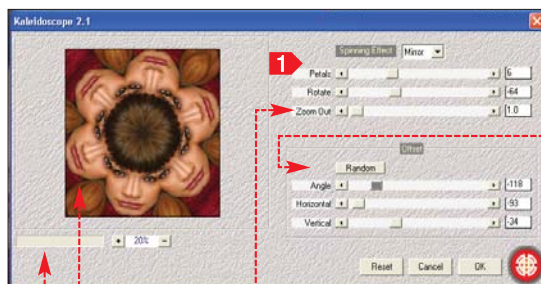 Kaleidoscope 2.1
Spinning Effect Mirror
1
Petals 6
Rotate -64
Zoom Out 1.0
Offset
Random
Angle -118
Horizontal -93
Vertical -34
+ 20% -
Reset Cancel OK